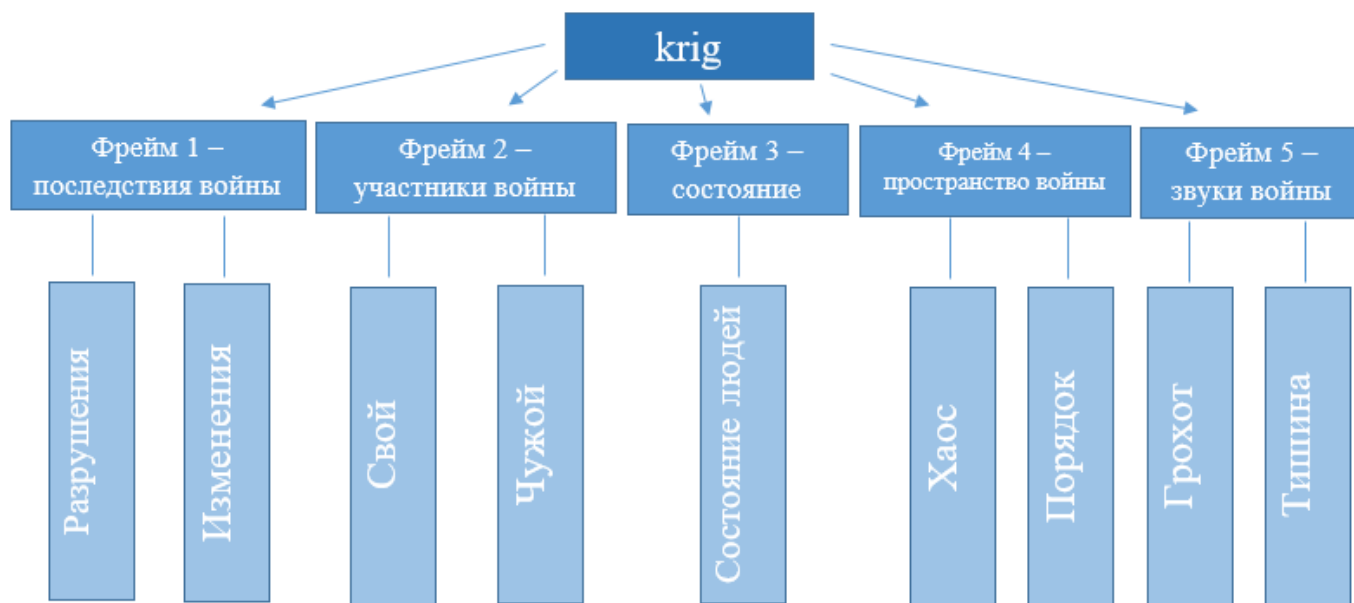 krig
Фрейм 1 –
последствия войны
Фрейм 2 –
участники войны
Фрейм 3 –
состояние
Фрейм 4 –
пространство войны
Фрейм 5 –
звуки войны
Разрушения
Изменения
Свой
Чужой
Состояние людей
Хаос
Порядок
Грохот
Тишина